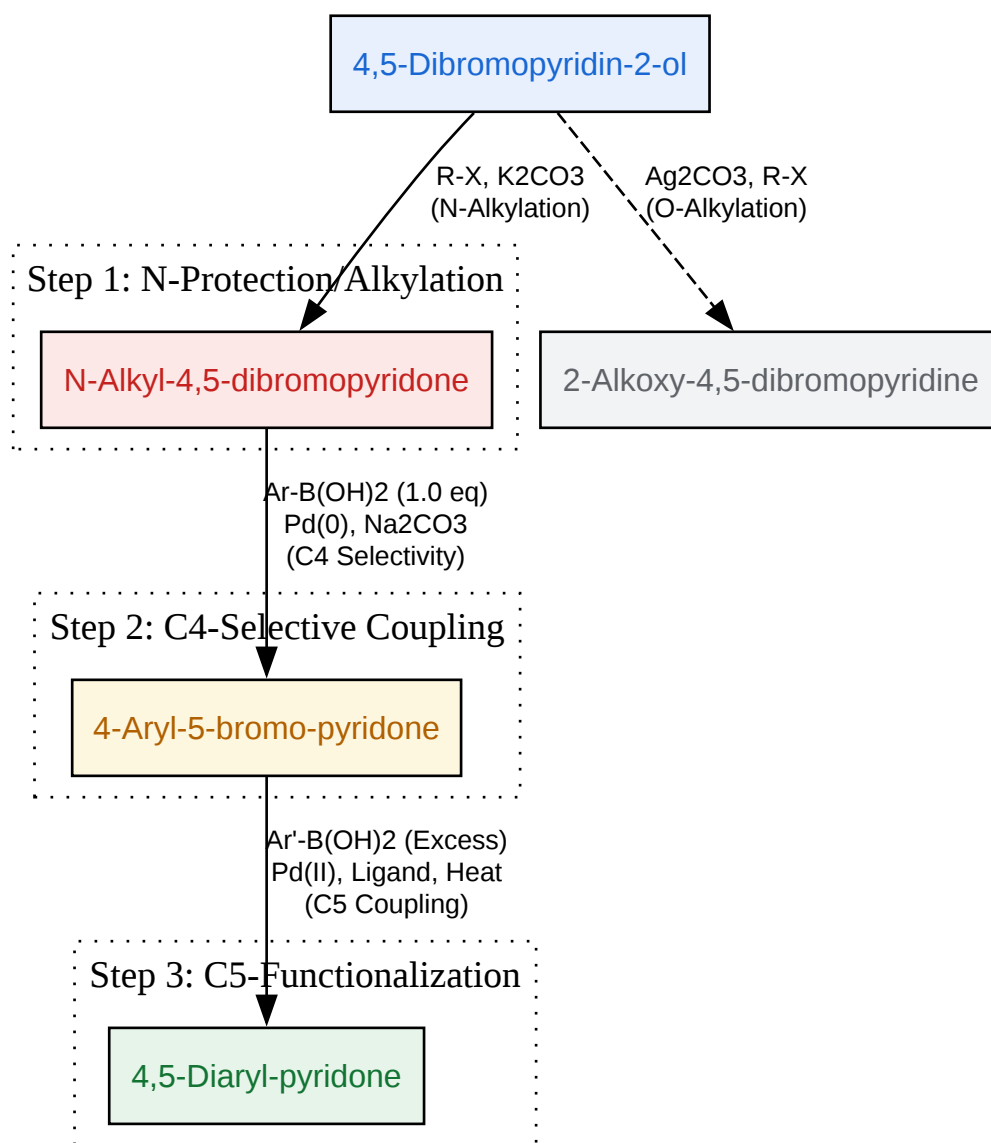 4,5-Dibromopyridin-2-ol
R-X, K2CO3
(N-Alkylation)
Ag2CO3, R-X
(O-Alkylation)
Step 1: N-Protection/Alkylation
N-Alkyl-4,5-dibromopyridone
2-Alkoxy-4,5-dibromopyridine
Ar-B(OH)2 (1.0 eq)
Pd(0), Na2CO3
(C4 Selectivity)
Step 2: C4-Selective Coupling
4-Aryl-5-bromo-pyridone
Ar'-B(OH)2 (Excess)
Pd(II), Ligand, Heat
(C5 Coupling)
Step 3: C5-Functionalization
4,5-Diaryl-pyridone